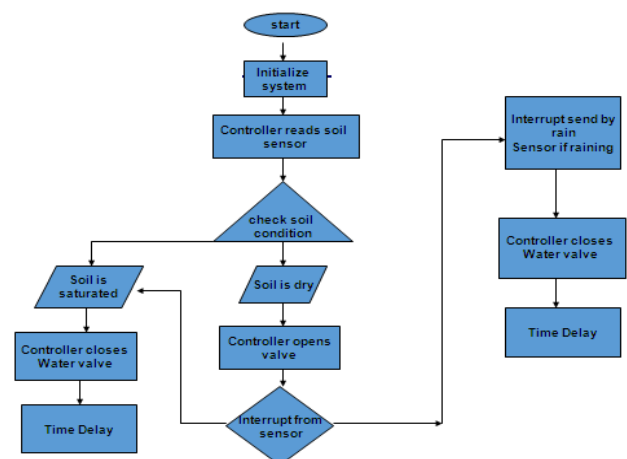 start
Initialize
system
Controller reads soil
sensor
check soil
condition
Soil is
saturated
Soil is dry
Controller closes
Water valve
Controller opens
valve
Time Delay
Interrupt from
sensor
Interrupt send by
rain
Sensor if raining
Controller closes
Water valve
Time Delay